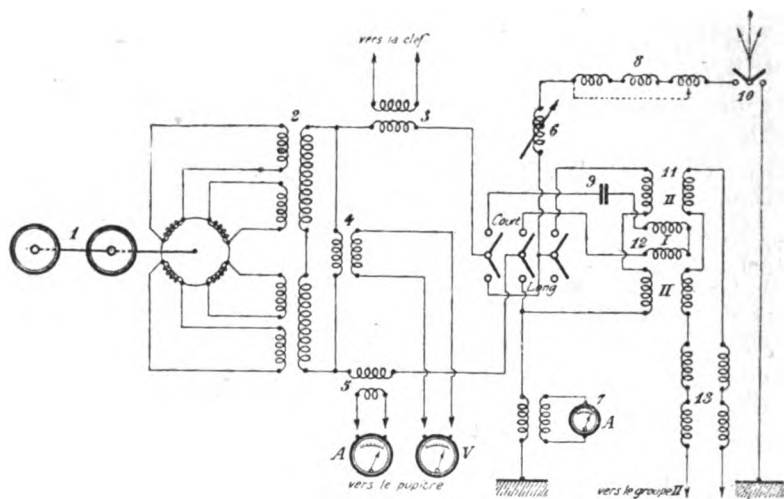 vers la clef
8
10
2
3
6
1
9
11
II
4
Court
I
12
Long
II
5
7
A
13
A
V
vers le pupitre
vers le groupe II